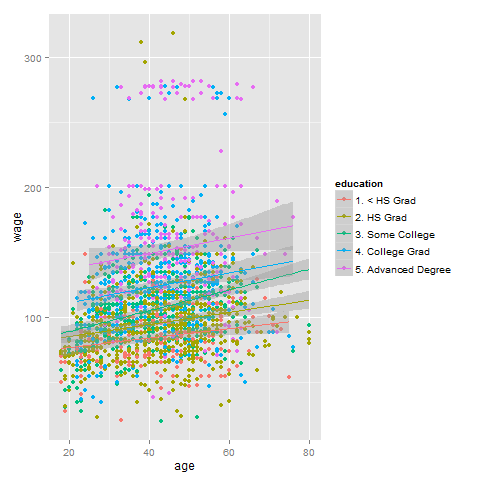 300
200
100
wage
20
40
60
80
age
education
1. < HS Grad
2. HS Grad
3. Some College
4. College Grad
5. Advanced Degree